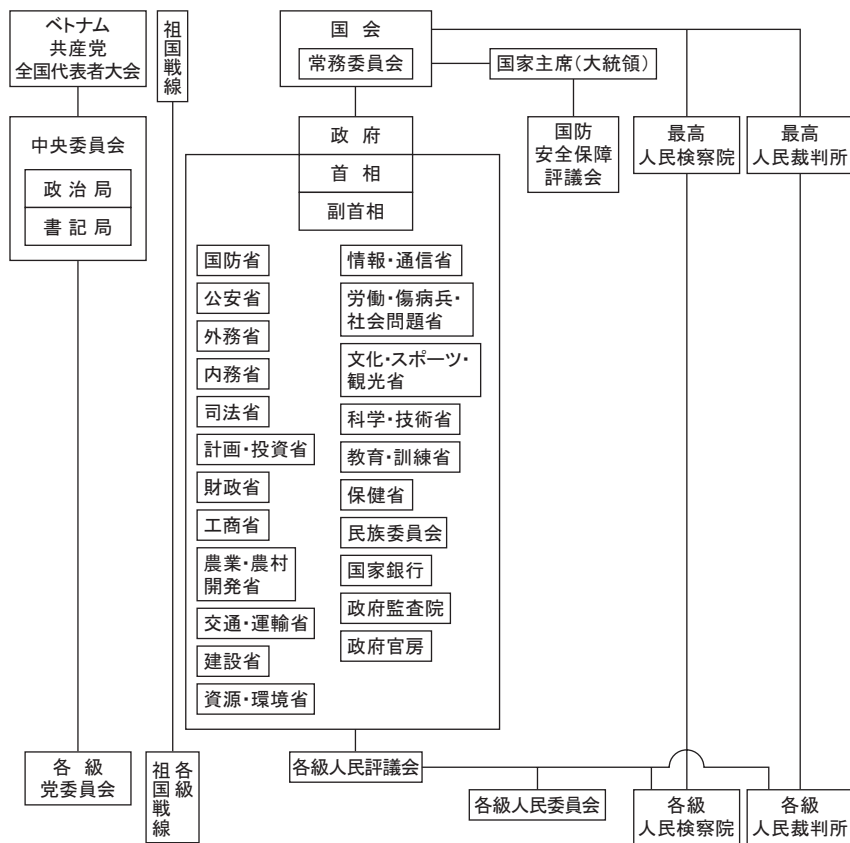 ベトナム
共産党
全国代表者大会
祖国戦線
国会
常務委員会
国家主席（大統領）
中央委員会
政治局
書記局
政府
首相
副首相
国防
安全保障
評議会
最高
人民検察院
最高
人民裁判所
国防省
公安省
外務省
内務省
司法省
計画・投資省
財政省
工商省
農業・農村
開発省
交通・運輸省
建設省
資源・環境省
情報・通信省
労働・傷病兵・
社会問題省
文化・スポーツ・
観光省
科学・技術省
教育・訓練省
保健省
民族委員会
国家銀行
政府監査院
政府官房
各級
党委員会
各級
祖国戦線
各級人民評議会
各級人民委員会
各級
人民検察院
各級
人民裁判所